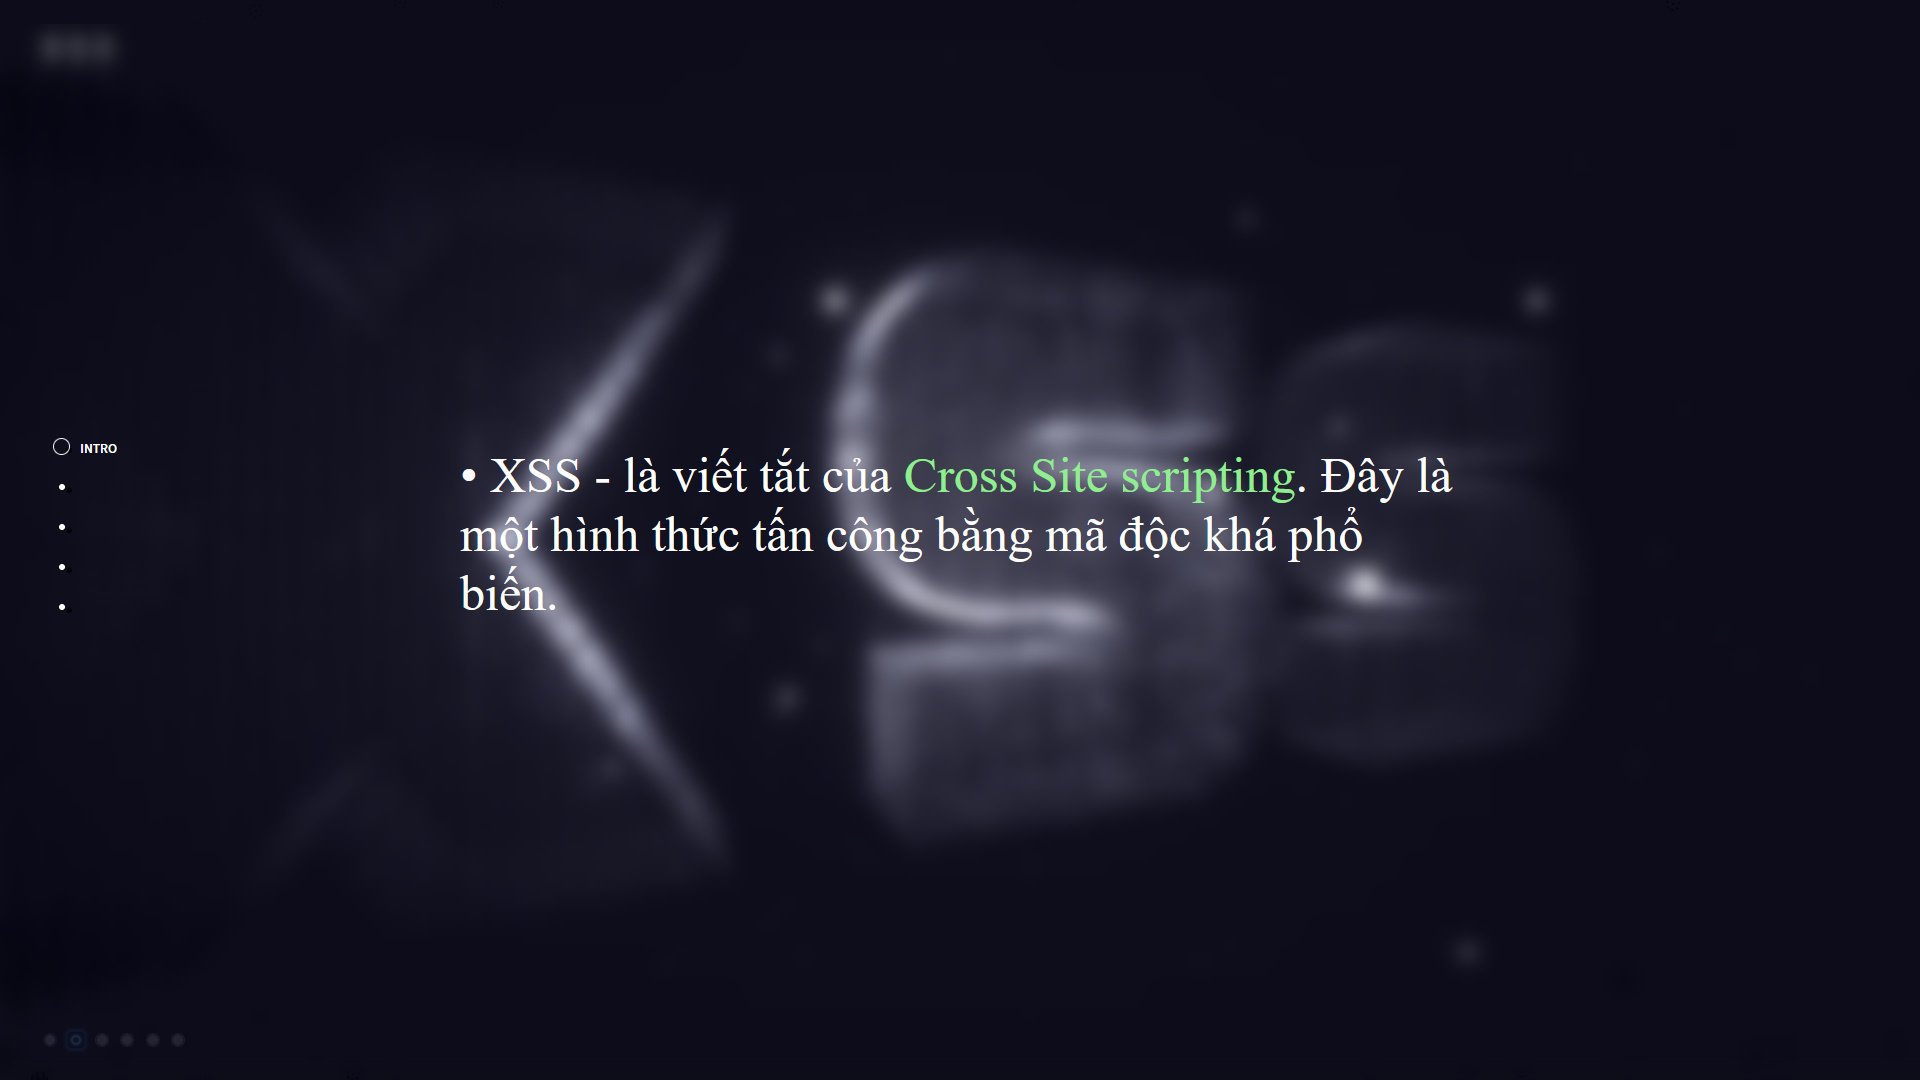 INTRO
• XSS - là viết tắt của Cross Site scripting. Đây là
một hình thức tấn công bằng mã độc khá phổ
biến.